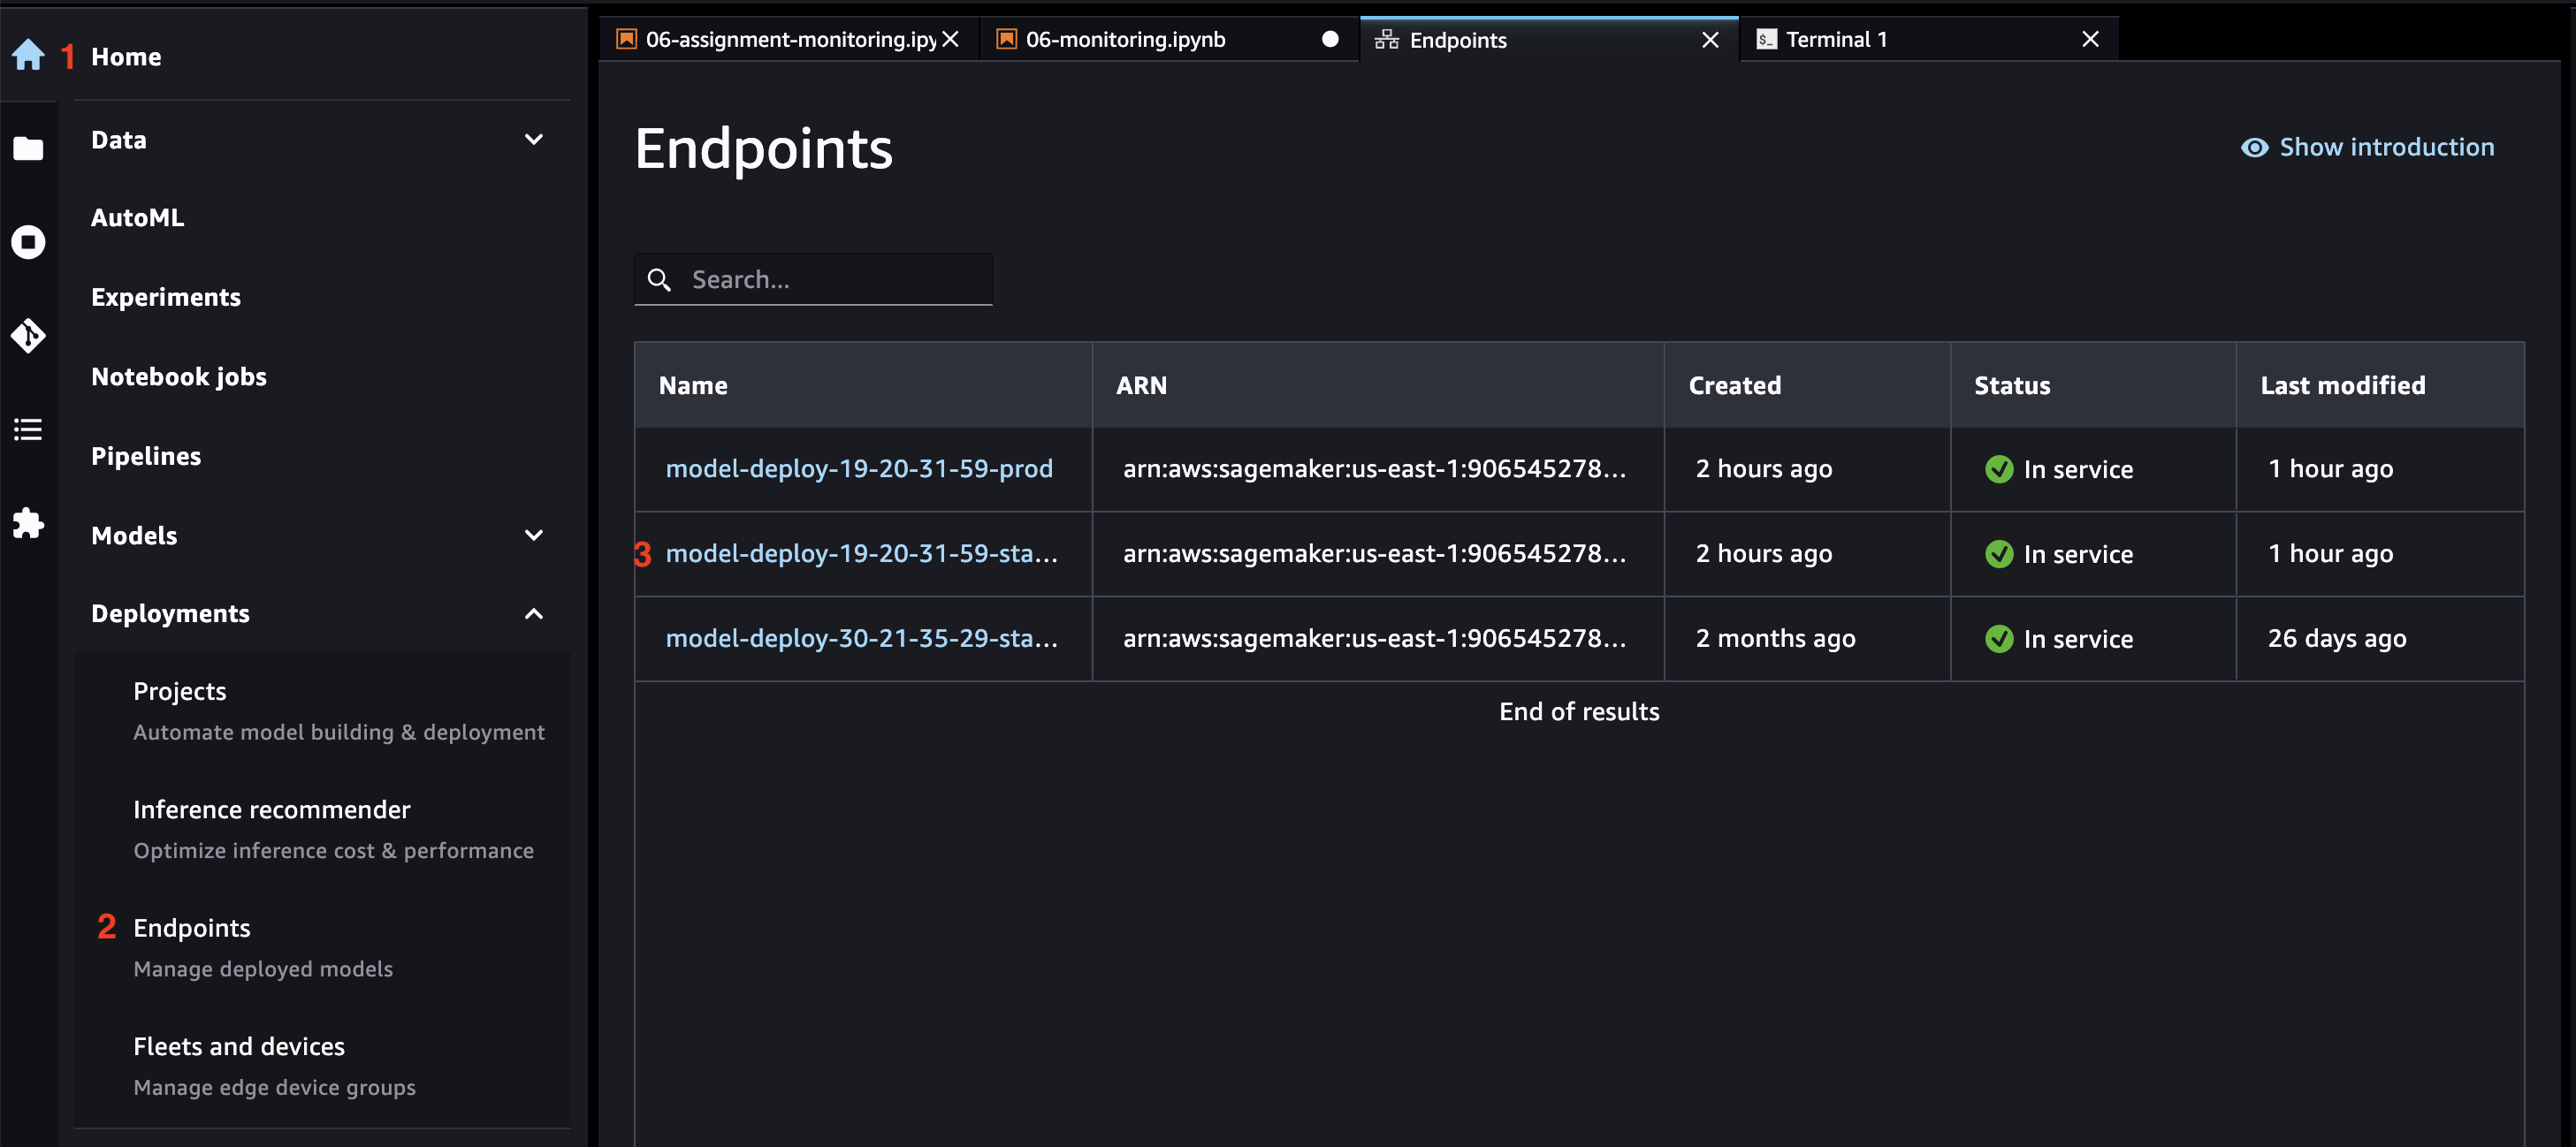 06-assignment-monitoring.ipy
06-monitoring.ipynb
Endpoints
$_ Terminal 1
1 Home
Data
AutoML
Experiments
Notebook jobs
Pipelines
Models
Deployments
Projects
Automate model building & deployment
Inference recommender
Optimize inference cost & performance
2 Endpoints
Manage deployed models
Fleets and devices
Manage edge device groups
Endpoints
Show introduction
Search...
Name ARN Created Status Last modified
model-deploy-19-20-31-59-prod arn:aws:sagemaker:us-east-1:906545278... 2 hours ago In service 1 hour ago
3 model-deploy-19-20-31-59-sta... arn:aws:sagemaker:us-east-1:906545278... 2 hours ago In service 1 hour ago
model-deploy-30-21-35-29-sta... arn:aws:sagemaker:us-east-1:906545278... 2 months ago In service 26 days ago
End of results